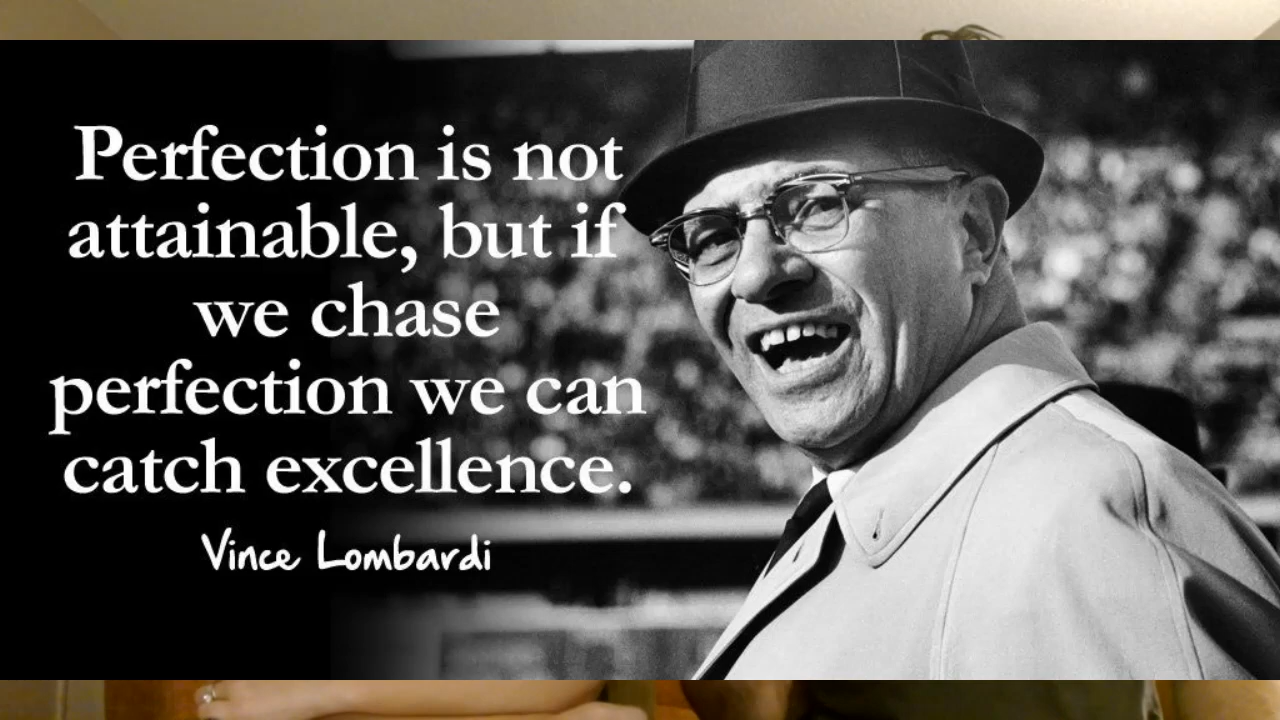 Perfection is not
attainable, but if
we chase
perfection we can
catch excellence.
Vince Lombardi